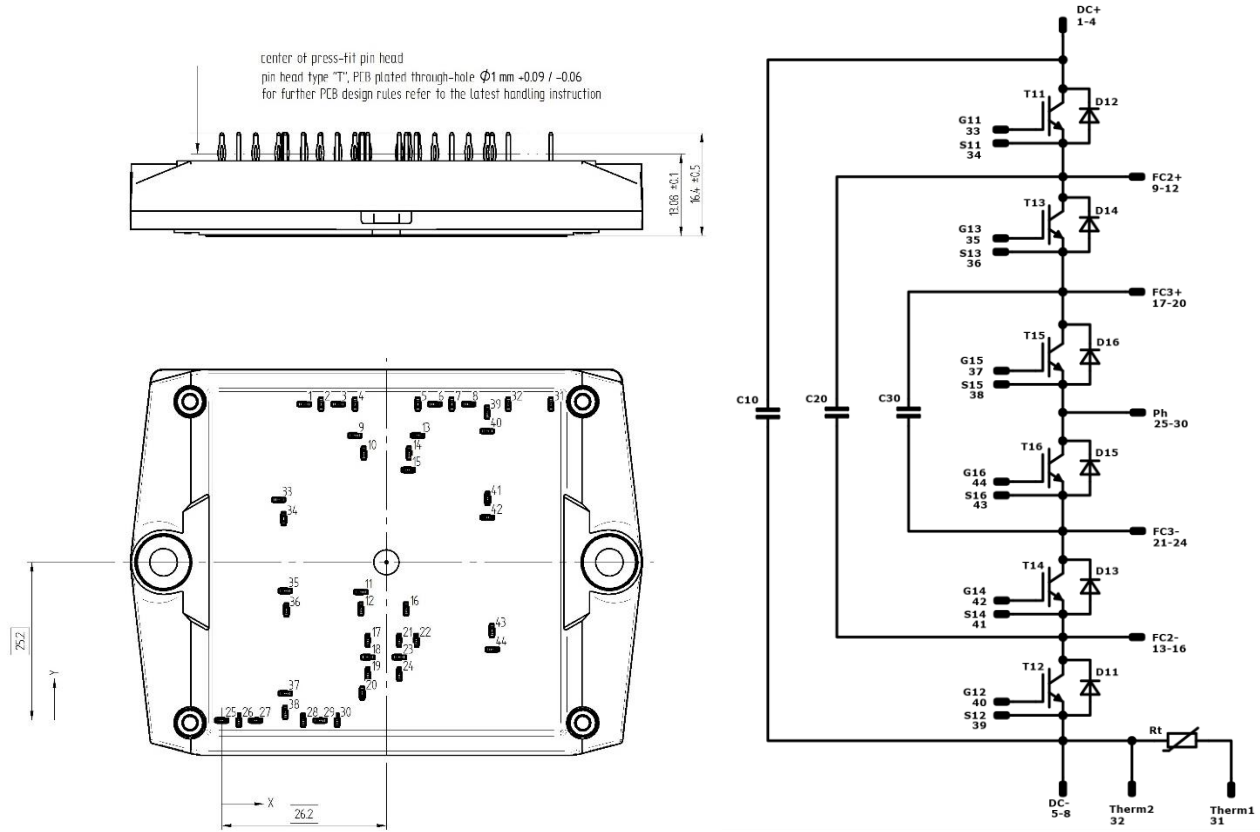 center of press-fit pin head
pin head type "T", PCB plated through-hole Φ1 mm +0.09 / -0.06
for further PCB design rules refer to the latest handling instruction
13.08 ±0.1
16.4 ±0.5
1 2 3 4 5 6 7 8 32 31
39
40
9 13
10 14
15
33
34
41
42
35 11
36 12 16
43
44
17 21 22
18 23
19 24
20
37
38
25 26 27 28 29 30
25.2
Y
X
26.2
DC+
1-4
T11
D12
G11
33
S11
34
FC2+
9-12
T13
D14
G13
35
S13
36
FC3+
17-20
T15
D16
G15
37
S15
38
C10
C20
C30
Ph
25-30
T16
D15
G16
44
S16
43
FC3-
21-24
T14
D13
G14
42
S14
41
FC2-
13-16
T12
D11
G12
40
S12
39
Rt
DC-
5-8
Therm2
32
Therm1
31